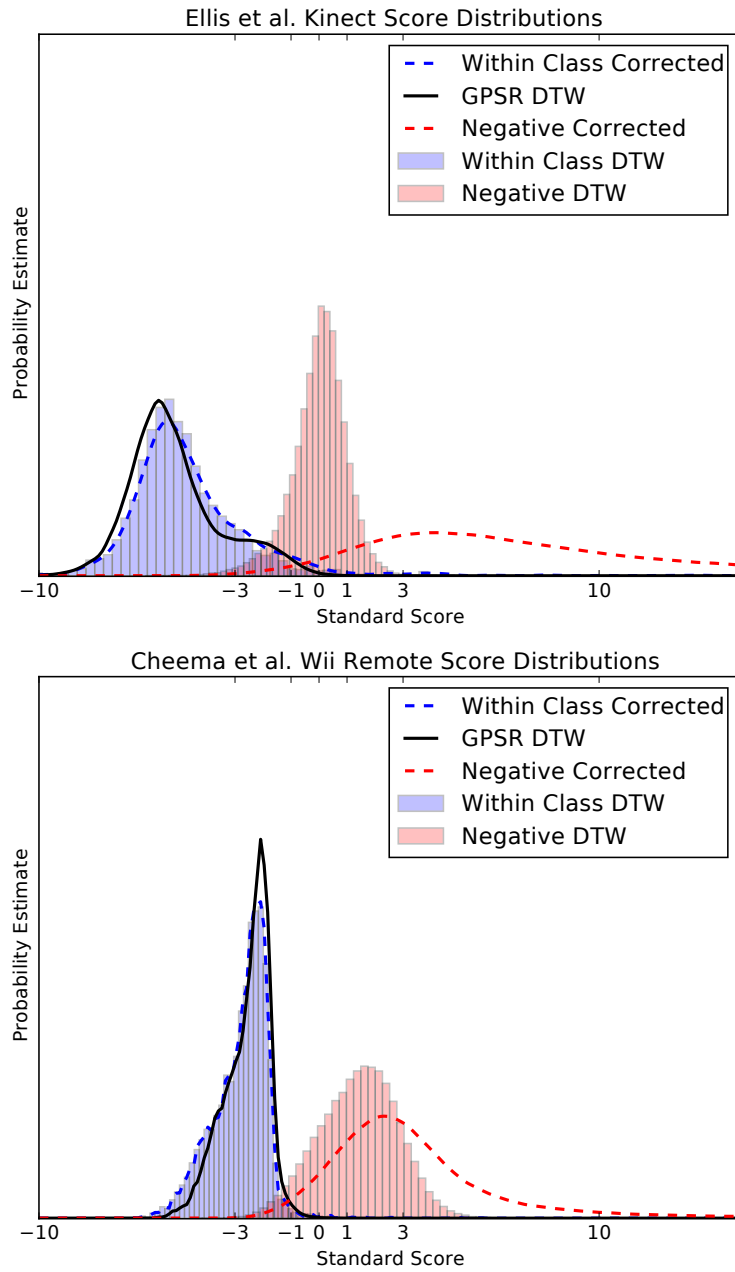 Ellis et al. Kinect Score Distributions
Within Class Corrected
GPSR DTW
Negative Corrected
Within Class DTW
Negative DTW
Probability Estimate
−10 −3 −1 0 1 3 10
Standard Score
Cheema et al. Wii Remote Score Distributions
Within Class Corrected
GPSR DTW
Negative Corrected
Within Class DTW
Negative DTW
Probability Estimate
−10 −3 −1 0 1 3 10
Standard Score